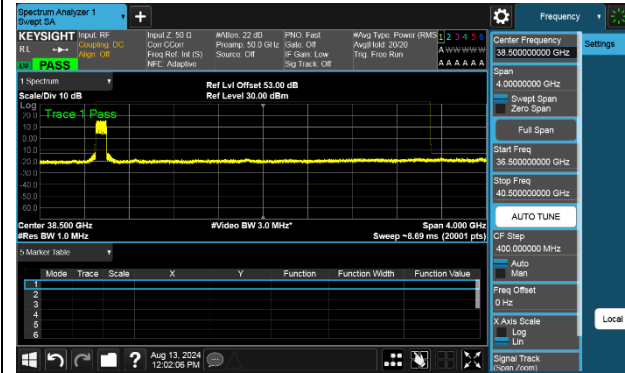 Spectrum Analyzer 1
Swept SA
Frequency
KEYSIGHT
RL
LW PASS
Input: RF
Coupling: DC
Align: Off
Input Z: 50 Ω
Corr CCorr
Freq Ref: Int (S)
NFE: Adaptive
#Atten: 22 dB
Preamp: 50.0 GHz
Source: Off
PNO: Fast
Gate: Off
IF Gain: Low
Sig Track: Off
#Avg Type: Power (RMS
Avg|Hold: 20/20
Trig: Free Run
1 2 3 4 5 6
A W W W W W
A A A A A A
1 Spectrum
Scale/Div 10 dB
Ref Lvl Offset 53.00 dB
Ref Level 30.00 dBm
Log
Trace 1 Pass
20.0
10.0
0.00
-10.0
-20.0
-30.0
-40.0
-50.0
-60.0
Center 38.500 GHz
#Res BW 1.0 MHz
#Video BW 3.0 MHz*
Span 4.000 GHz
Sweep ~8.69 ms (20001 pts)
5 Marker Table
Mode Trace Scale X Y Function Function Width Function Value
1
2
3
4
5
6
Aug 13, 2024
12:02:06 PM
Center Frequency
38.500000000 GHz
Settings
Span
4.00000000 GHz
Swept Span
Zero Span
Full Span
Start Freq
36.500000000 GHz
Stop Freq
40.500000000 GHz
AUTO TUNE
CF Step
400.000000 MHz
Auto
Man
Freq Offset
0 Hz
X Axis Scale
Log
Lin
Local
Signal Track
(Span Zoom)